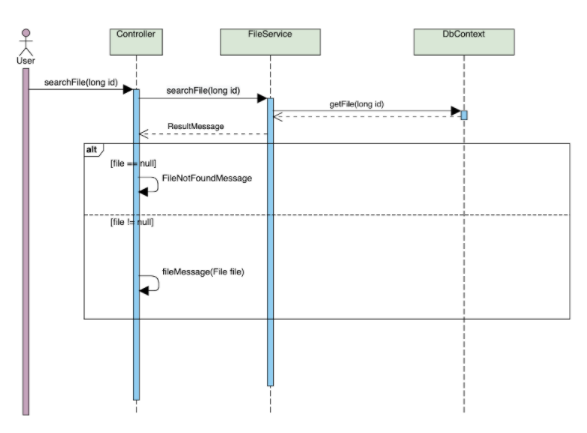 Controller
FileService
DbContext
User
searchFile(long id)
searchFile(long id)
getFile(long id)
ResultMessage
alt
[file == null]
FileNotFoundMessage
[file != null]
fileMessage(File file)